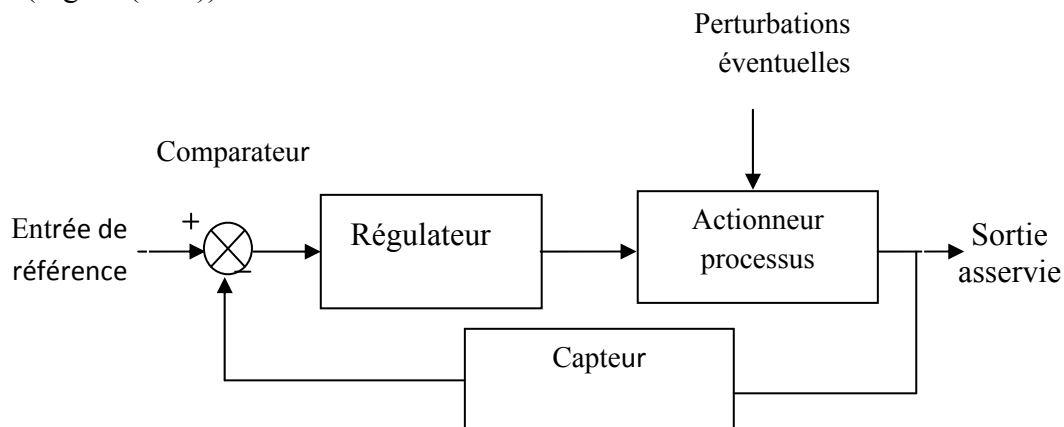 Perturbations
éventuelles
Comparateur
Entrée de
référence
+
−
Régulateur
Actionneur
processus
Sortie
asservie
Capteur